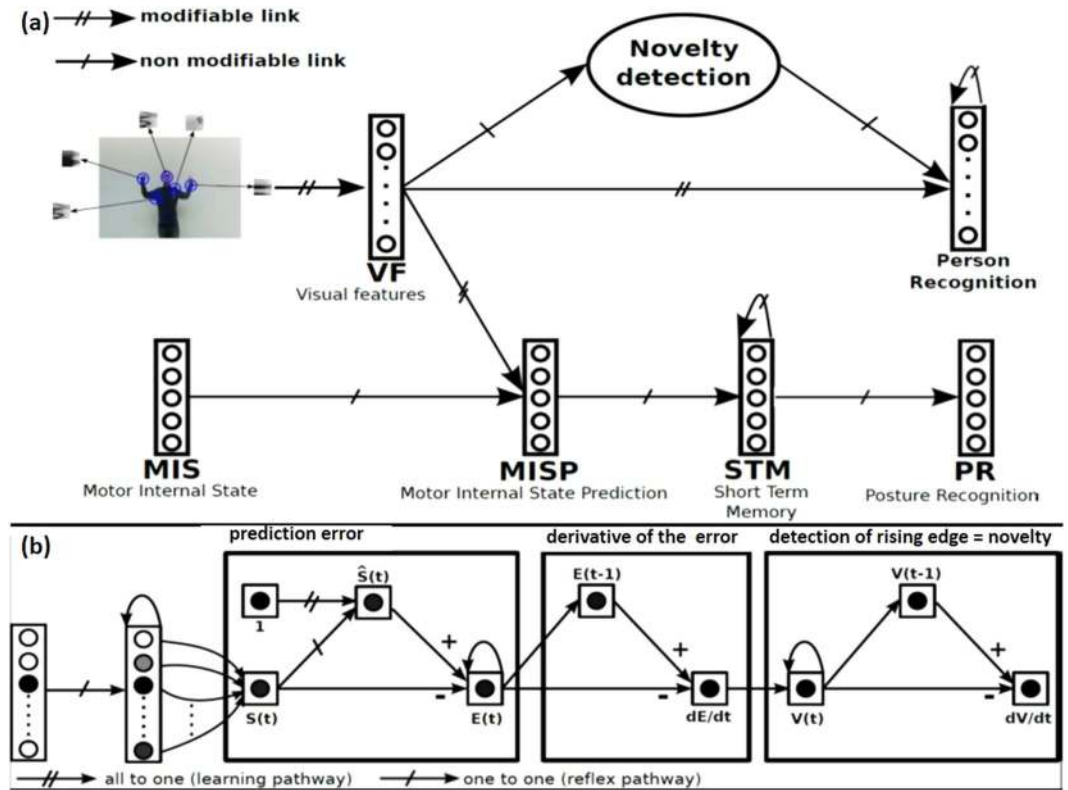 (a)
modifiable link
non modifiable link
Novelty
detection
VF
Visual features
Person
Recognition
MIS
Motor Internal State
MISP
Motor Internal State Prediction
STM
Short Term
Memory
PR
Posture Recognition
(b)
prediction error
derivative of the error
detection of rising edge = novelty
1
Ŝ(t)
+
-
S(t)
E(t)
E(t-1)
+
-
dE/dt
V(t-1)
+
-
V(t)
dV/dt
all to one (learning pathway)
one to one (reflex pathway)